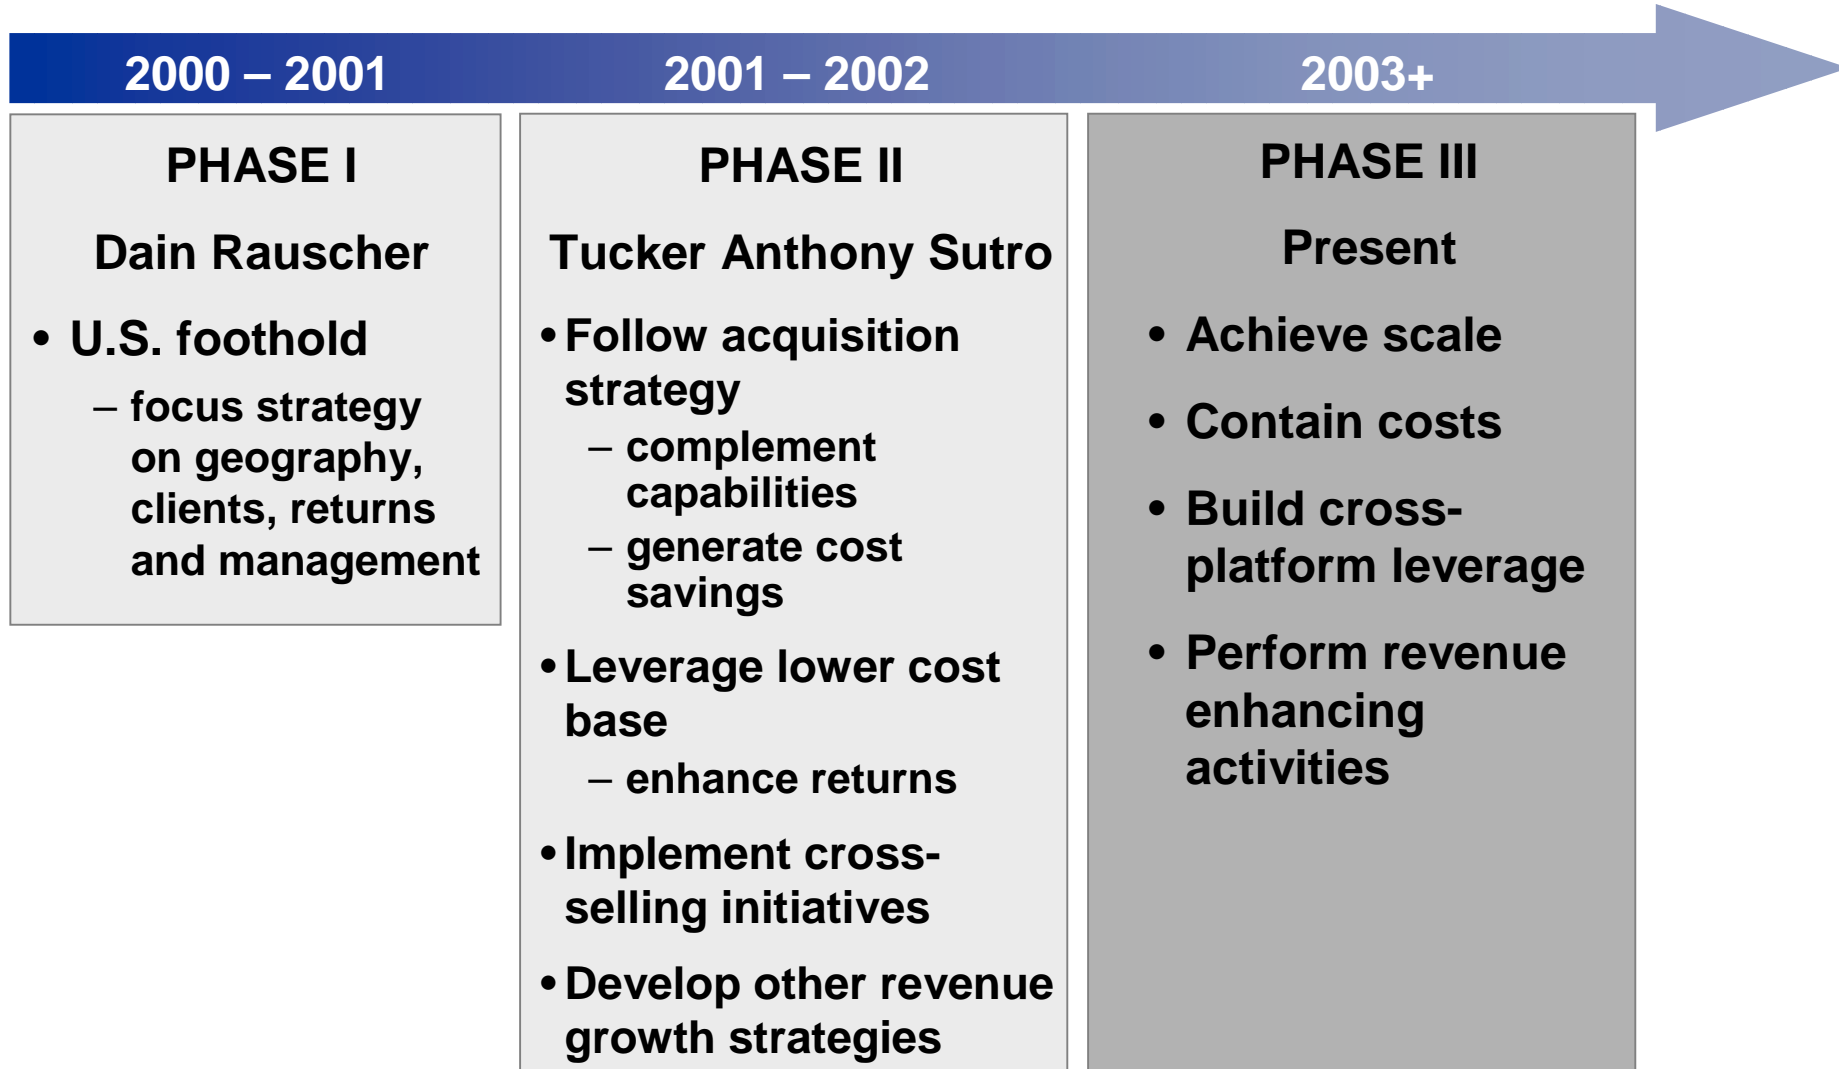 2000 – 2001
2001 – 2002
2003+
PHASE I
Dain Rauscher
• U.S. foothold
– focus strategy
on geography,
clients, returns
and management
PHASE II
Tucker Anthony Sutro
• Follow acquisition
strategy
– complement
capabilities
– generate cost
savings
• Leverage lower cost
base
– enhance returns
• Implement cross-
selling initiatives
• Develop other revenue
growth strategies
PHASE III
Present
• Achieve scale
• Contain costs
• Build cross-
platform leverage
• Perform revenue
enhancing
activities